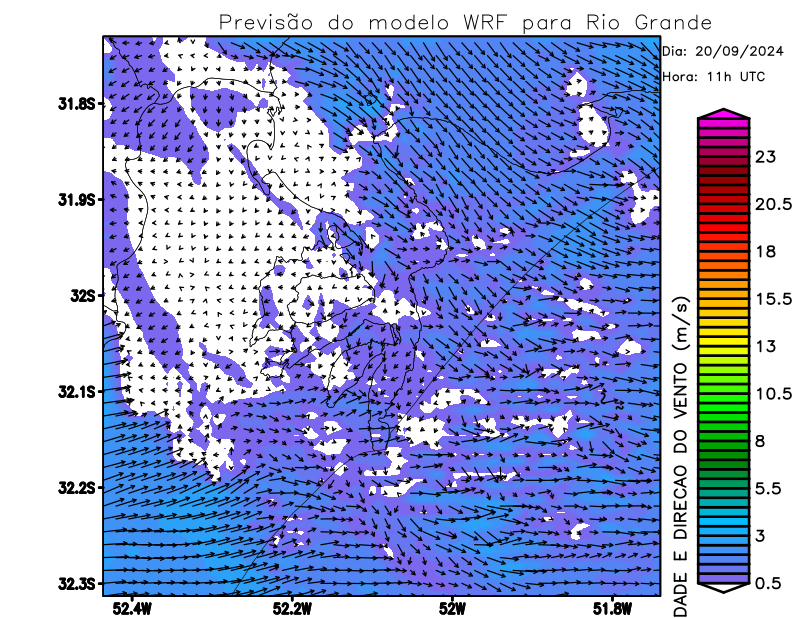 Previsão do modelo WRF para Rio Grande
Dia: 20/09/2024
Hora: 11h UTC
31.8S
31.9S
32S
32.1S
32.2S
32.3S
52.4W
52.2W
52W
51.8W
23
20.5
18
15.5
13
10.5
8
5.5
3
0.5
DADE E DIRECAO DO VENTO (m/s)